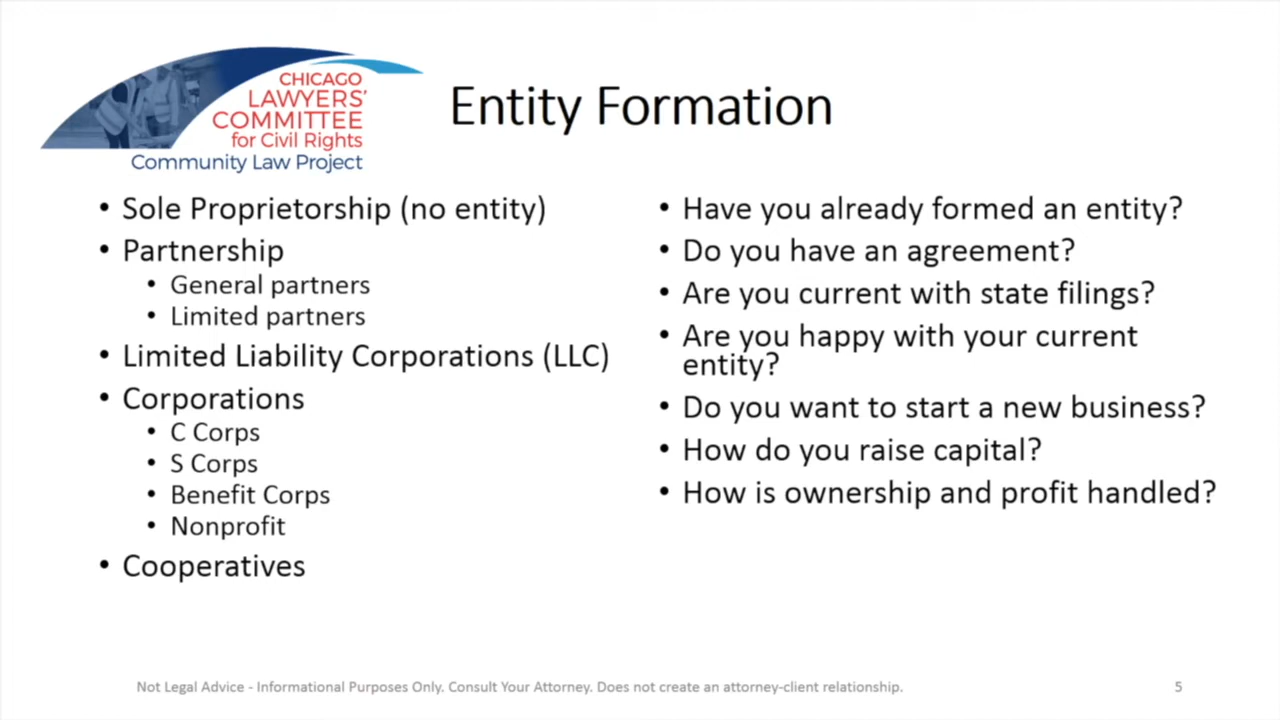 CHICAGO
LAWYERS'
COMMITTEE
for Civil Rights
Community Law Project
Entity Formation
• Sole Proprietorship (no entity)
• Partnership
• General partners
• Limited partners
• Limited Liability Corporations (LLC)
• Corporations
• C Corps
• S Corps
• Benefit Corps
• Nonprofit
• Cooperatives
• Have you already formed an entity?
• Do you have an agreement?
• Are you current with state filings?
• Are you happy with your current
entity?
• Do you want to start a new business?
• How do you raise capital?
• How is ownership and profit handled?
Not Legal Advice - Informational Purposes Only. Consult Your Attorney. Does not create an attorney-client relationship.
5